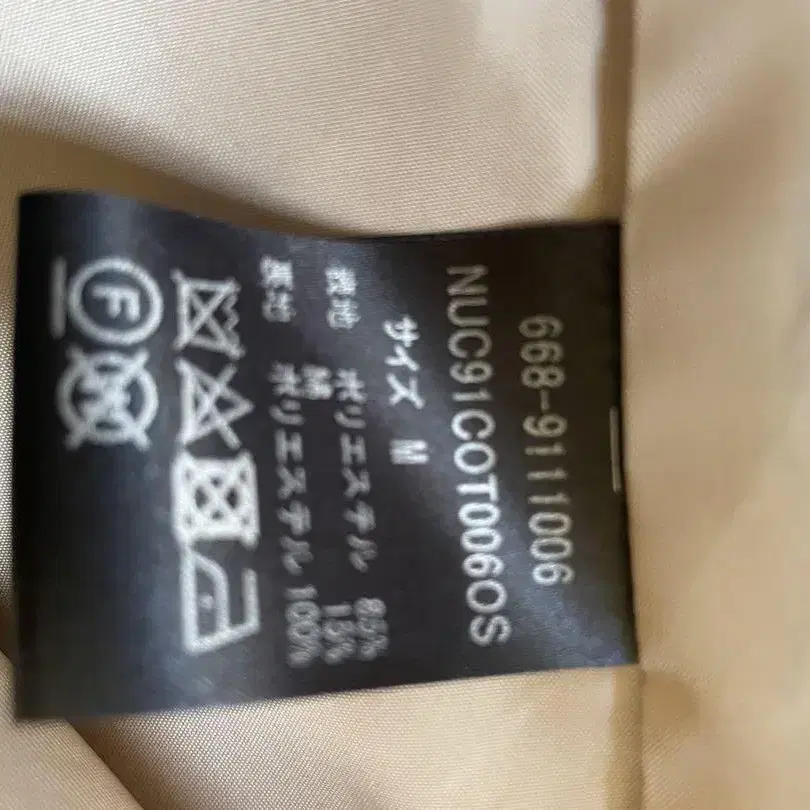 668-9111006
NUC91COT006OS
サイズ M
表地 ポリエステル 85%
綿 15%
裏地 ポリエステル 100%
F
W